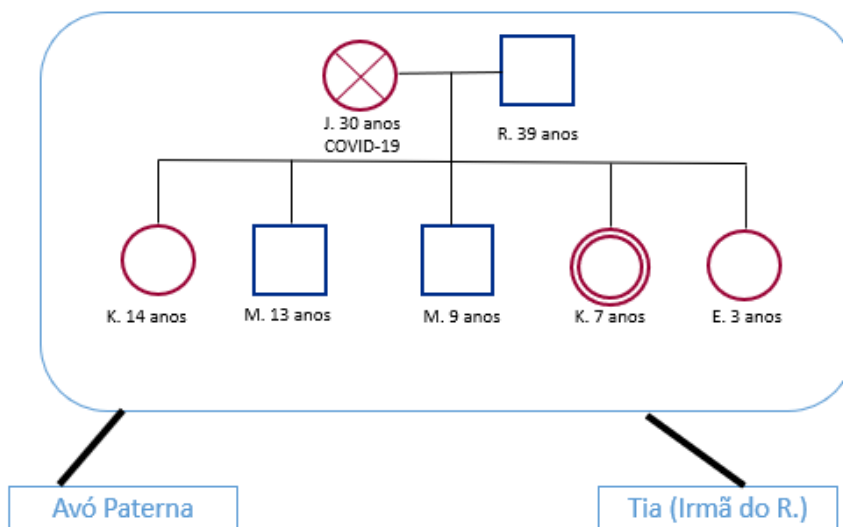 J. 30 anos
COVID-19
R. 39 anos
K. 14 anos
M. 13 anos
M. 9 anos
K. 7 anos
E. 3 anos
Avó Paterna
Tia (Irmã do R.)